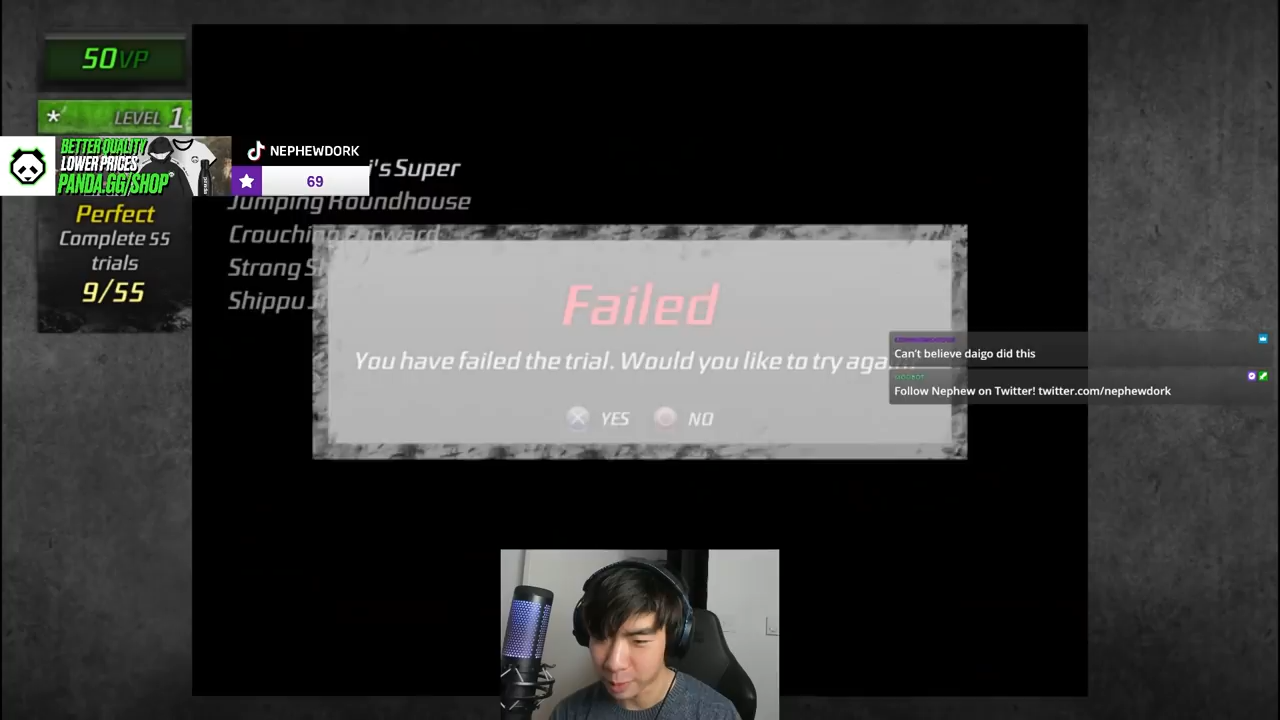 50VP
* LEVEL 1
BETTER QUALITY
LOWER PRICES
PANDA.GG/SHOP
NEPHEWDORK
69
Perfect
Complete 55
trials
9/55
i's Super
Jumping Roundhouse
Crouching Forward
Strong S
Shippu J
Failed
You have failed the trial. Would you like to try aga
YES
NO
Can't believe daigo did this
Follow Nephew on Twitter! twitter.com/nephewdork